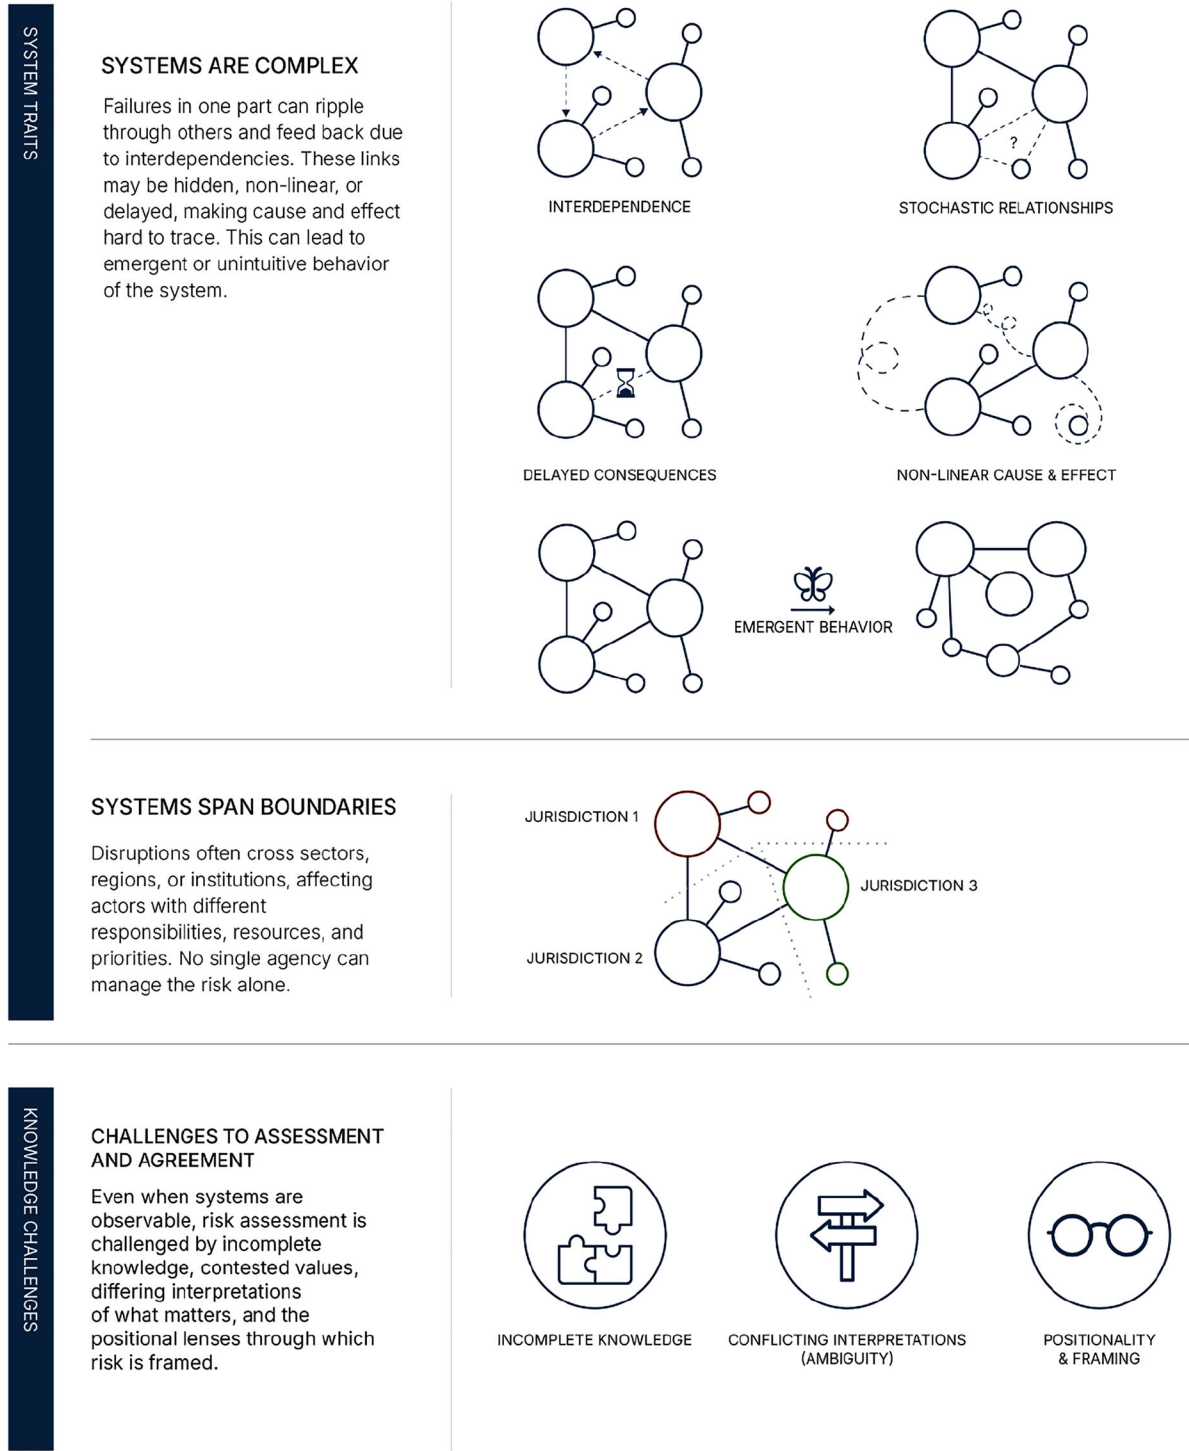 SYSTEM TRAITS
SYSTEMS ARE COMPLEX
Failures in one part can ripple
through others and feed back due
to interdependencies. These links
may be hidden, non-linear, or
delayed, making cause and effect
hard to trace. This can lead to
emergent or unintuitive behavior
of the system.
INTERDEPENDENCE
?
STOCHASTIC RELATIONSHIPS
DELAYED CONSEQUENCES
NON-LINEAR CAUSE & EFFECT
EMERGENT BEHAVIOR
SYSTEMS SPAN BOUNDARIES
Disruptions often cross sectors,
regions, or institutions, affecting
actors with different
responsibilities, resources, and
priorities. No single agency can
manage the risk alone.
JURISDICTION 1
JURISDICTION 3
JURISDICTION 2
KNOWLEDGE CHALLENGES
CHALLENGES TO ASSESSMENT
AND AGREEMENT
Even when systems are
observable, risk assessment is
challenged by incomplete
knowledge, contested values,
differing interpretations
of what matters, and the
positional lenses through which
risk is framed.
INCOMPLETE KNOWLEDGE
CONFLICTING INTERPRETATIONS
(AMBIGUITY)
POSITIONALITY
& FRAMING